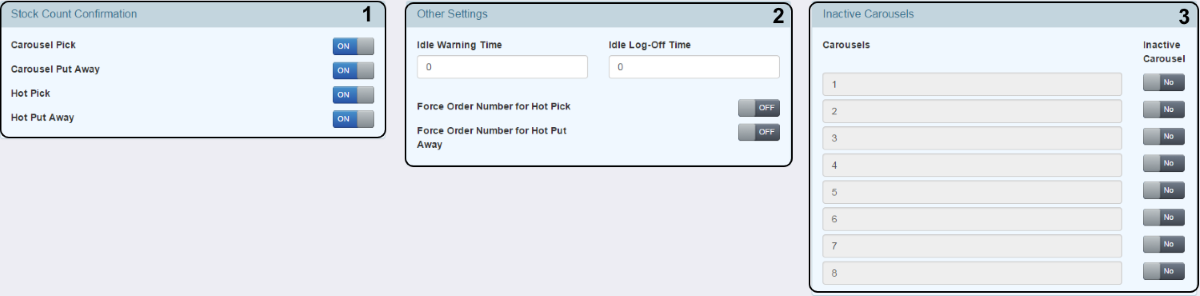 Stock Count Confirmation 1
Carousel Pick ON
Carousel Put Away ON
Hot Pick ON
Hot Put Away ON
Other Settings 2
Idle Warning Time Idle Log-Off Time
0 0
Force Order Number for Hot Pick OFF
Force Order Number for Hot Put OFF
Away
Inactive Carousels 3
Carousels Inactive
Carousel
1 No
2 No
3 No
4 No
5 No
6 No
7 No
8 No